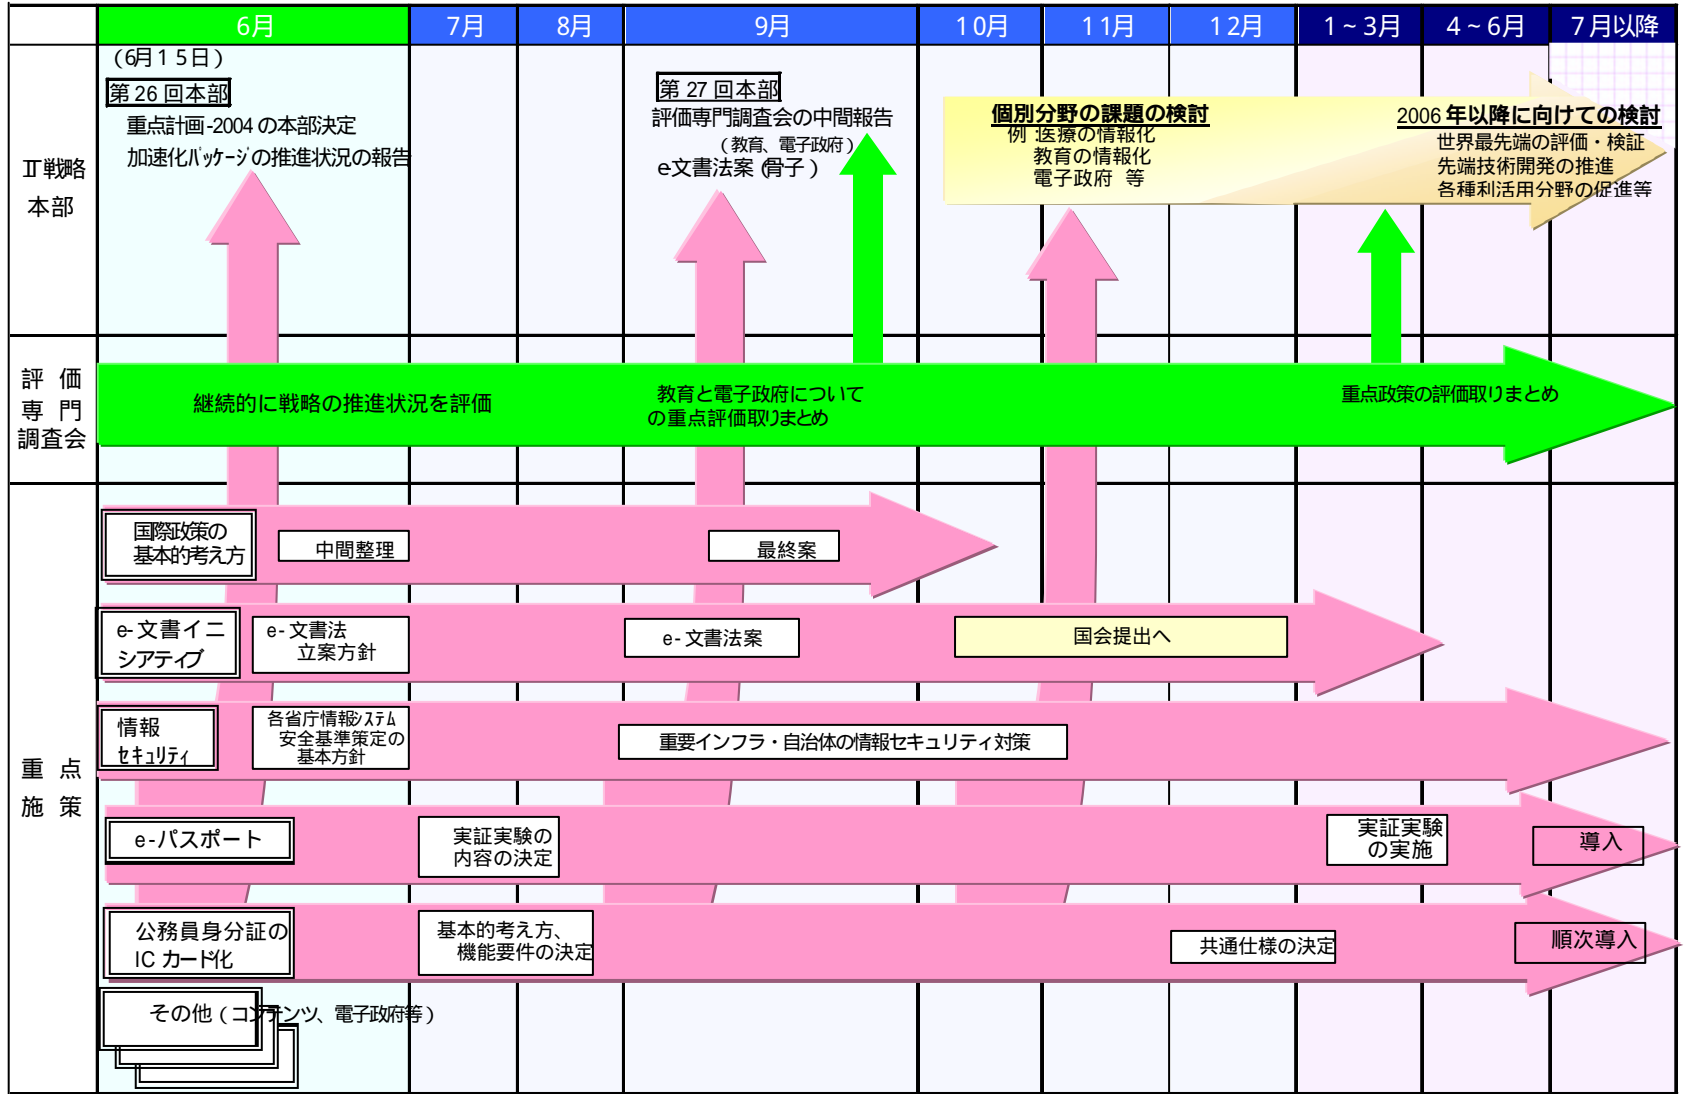 6月 7月 8月 9月 10月 11月 12月 1~3月 4~6月 7月以降
IT戦略
本部
(6月15日)
第26回本部
重点計画-2004の本部決定
加速化パッケージの推進状況の報告
第27回本部
評価専門調査会の中間報告
(教育、電子政府)
e文書法案(骨子)
個別分野の課題の検討
例:医療の情報化
教育の情報化
電子政府 等
2006年以降に向けての検討
世界最先端の評価・検証
先端技術開発の推進
各種利活用分野の促進等
評価
専門
調査会
継続的に戦略の推進状況を評価
教育と電子政府について
の重点評価取りまとめ
重点政策の評価取りまとめ
重点
施策
国際政策の
基本的考え方
中間整理
最終案
e-文書イニ
シアティブ
e-文書法
立案方針
e-文書法案
国会提出へ
情報
セキュリティ
各省庁情報システム
安全基準策定の
基本方針
重要インフラ・自治体の情報セキュリティ対策
e-パスポート
実証実験の
内容の決定
実証実験
の実施
導入
公務員身分証の
ICカード化
基本的考え方、
機能要件の決定
共通仕様の決定
順次導入
その他(コンテンツ、電子政府等)